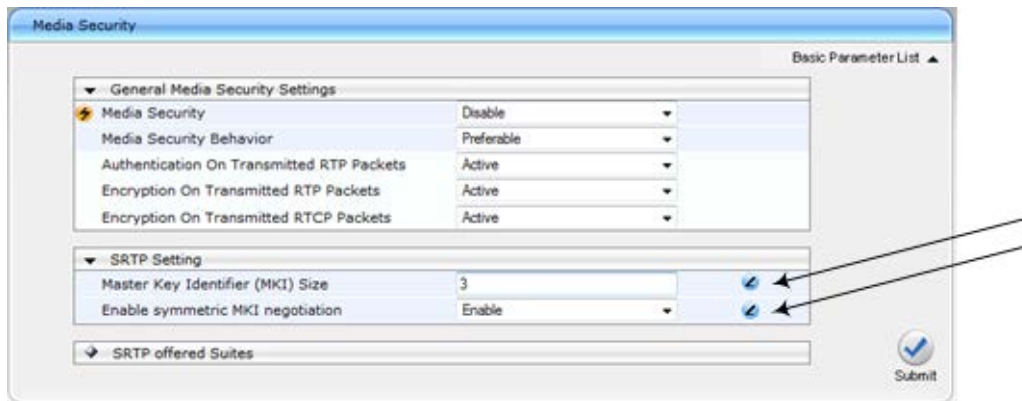 Media Security
Basic Parameter List
General Media Security Settings
Media Security Disable
Media Security Behavior Preferable
Authentication On Transmitted RTP Packets Active
Encryption On Transmitted RTP Packets Active
Encryption On Transmitted RTCP Packets Active
SRTP Setting
Master Key Identifier (MKI) Size 3
Enable symmetric MKI negotiation Enable
SRTP offered Suites
Submit